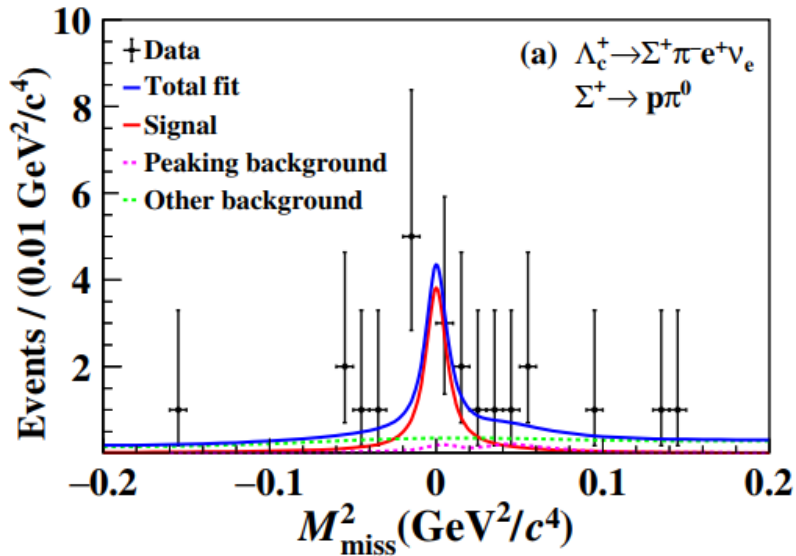 10
8
6
4
2
Events / (0.01 GeV²/c⁴)
Data
Total fit
Signal
Peaking background
Other background
(a) Λc⁺→Σ⁺π⁻e⁺νe
Σ⁺→ pπ⁰
−0.2
−0.1
0
0.1
0.2
M²miss(GeV²/c⁴)